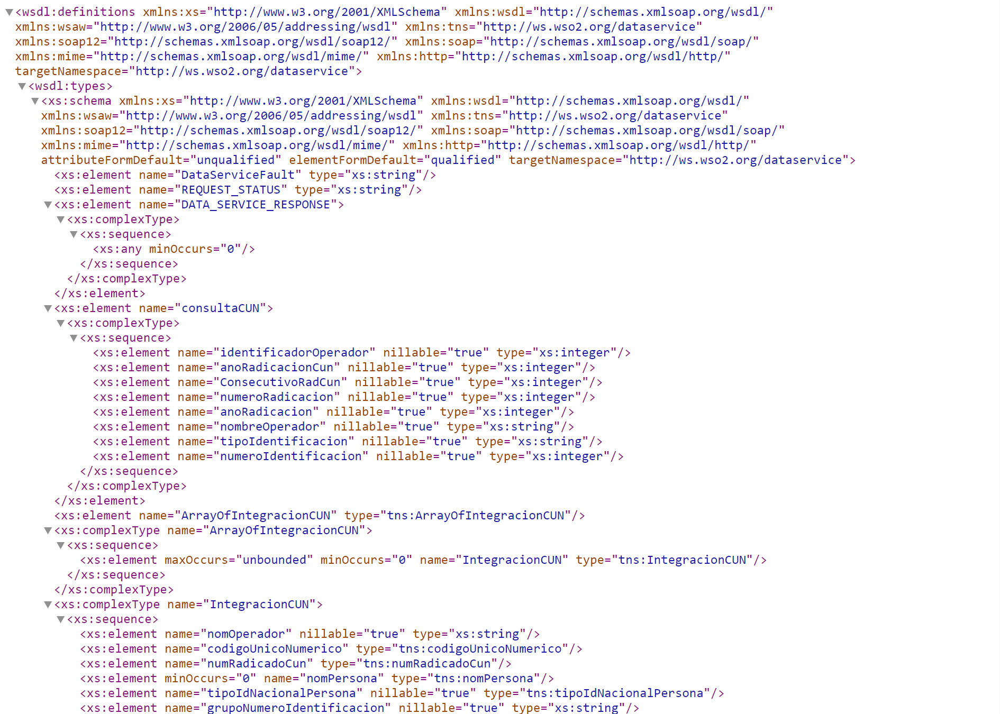 <wsdl:definitions xmlns:xs="http://www.w3.org/2001/XMLSchema" xmlns:wsdl="http://schemas.xmlsoap.org/wsdl/"
xmlns:wsaw="http://www.w3.org/2006/05/addressing/wsdl" xmlns:tns="http://ws.wso2.org/dataservice"
xmlns:soap12="http://schemas.xmlsoap.org/wsdl/soap12/" xmlns:soap="http://schemas.xmlsoap.org/wsdl/soap/"
xmlns:mime="http://schemas.xmlsoap.org/wsdl/mime/" xmlns:http="http://schemas.xmlsoap.org/wsdl/http/"
targetNamespace="http://ws.wso2.org/dataservice">
<wsdl:types>
<xs:schema xmlns:xs="http://www.w3.org/2001/XMLSchema" xmlns:wsdl="http://schemas.xmlsoap.org/wsdl/"
xmlns:wsaw="http://www.w3.org/2006/05/addressing/wsdl" xmlns:tns="http://ws.wso2.org/dataservice"
xmlns:soap12="http://schemas.xmlsoap.org/wsdl/soap12/" xmlns:soap="http://schemas.xmlsoap.org/wsdl/soap/"
xmlns:mime="http://schemas.xmlsoap.org/wsdl/mime/" xmlns:http="http://schemas.xmlsoap.org/wsdl/http/"
attributeFormDefault="unqualified" elementFormDefault="qualified" targetNamespace="http://ws.wso2.org/dataservice">
<xs:element name="DataServiceFault" type="xs:string"/>
<xs:element name="REQUEST_STATUS" type="xs:string"/>
<xs:element name="DATA_SERVICE_RESPONSE">
<xs:complexType>
<xs:sequence>
<xs:any minOccurs="0"/>
</xs:sequence>
</xs:complexType>
</xs:element>
<xs:element name="consultaCUN">
<xs:complexType>
<xs:sequence>
<xs:element name="identificadorOperador" nillable="true" type="xs:integer"/>
<xs:element name="anoRadicacionCun" nillable="true" type="xs:integer"/>
<xs:element name="ConsecutivoRadCun" nillable="true" type="xs:integer"/>
<xs:element name="numeroRadicacion" nillable="true" type="xs:integer"/>
<xs:element name="anoRadicacion" nillable="true" type="xs:integer"/>
<xs:element name="nombreOperador" nillable="true" type="xs:string"/>
<xs:element name="tipoIdentificacion" nillable="true" type="xs:string"/>
<xs:element name="numeroIdentificacion" nillable="true" type="xs:integer"/>
</xs:sequence>
</xs:complexType>
</xs:element>
<xs:element name="ArrayOfIntegracionCUN" type="tns:ArrayOfIntegracionCUN"/>
<xs:complexType name="ArrayOfIntegracionCUN">
<xs:sequence>
<xs:element maxOccurs="unbounded" minOccurs="0" name="IntegracionCUN" type="tns:IntegracionCUN"/>
</xs:sequence>
</xs:complexType>
<xs:complexType name="IntegracionCUN">
<xs:sequence>
<xs:element name="nomOperador" nillable="true" type="xs:string"/>
<xs:element name="codigoUnicoNumerico" type="tns:codigoUnicoNumerico"/>
<xs:element name="numRadicadoCun" type="tns:numRadicadoCun"/>
<xs:element minOccurs="0" name="nomPersona" type="tns:nomPersona"/>
<xs:element name="tipoIdNacionalPersona" nillable="true" type="tns:tipoIdNacionalPersona"/>
<xs:element name="grupoNumeroIdentificacion" nillable="true" type="xs:string"/>